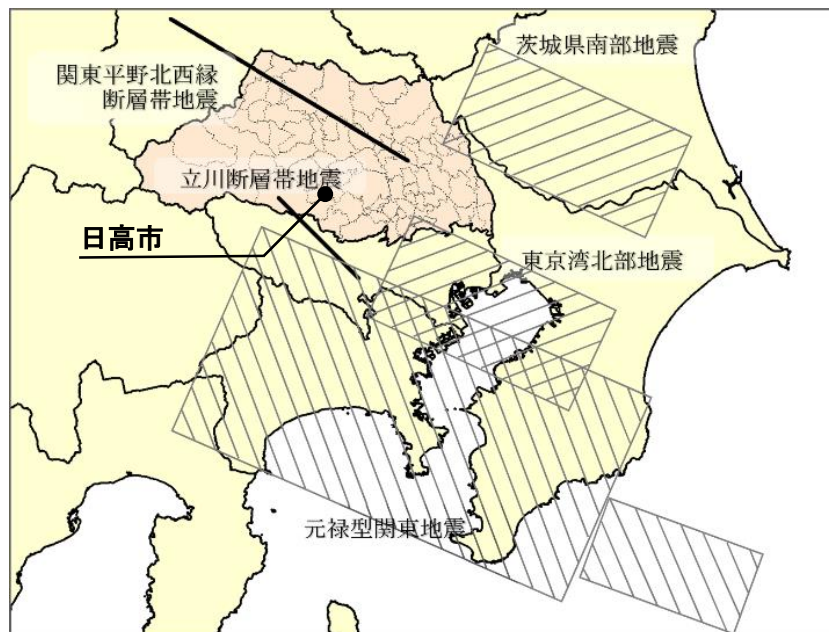 茨城県南部地震
関東平野北西縁
断層帯地震
立川断層帯地震
日高市
東京湾北部地震
元禄型関東地震